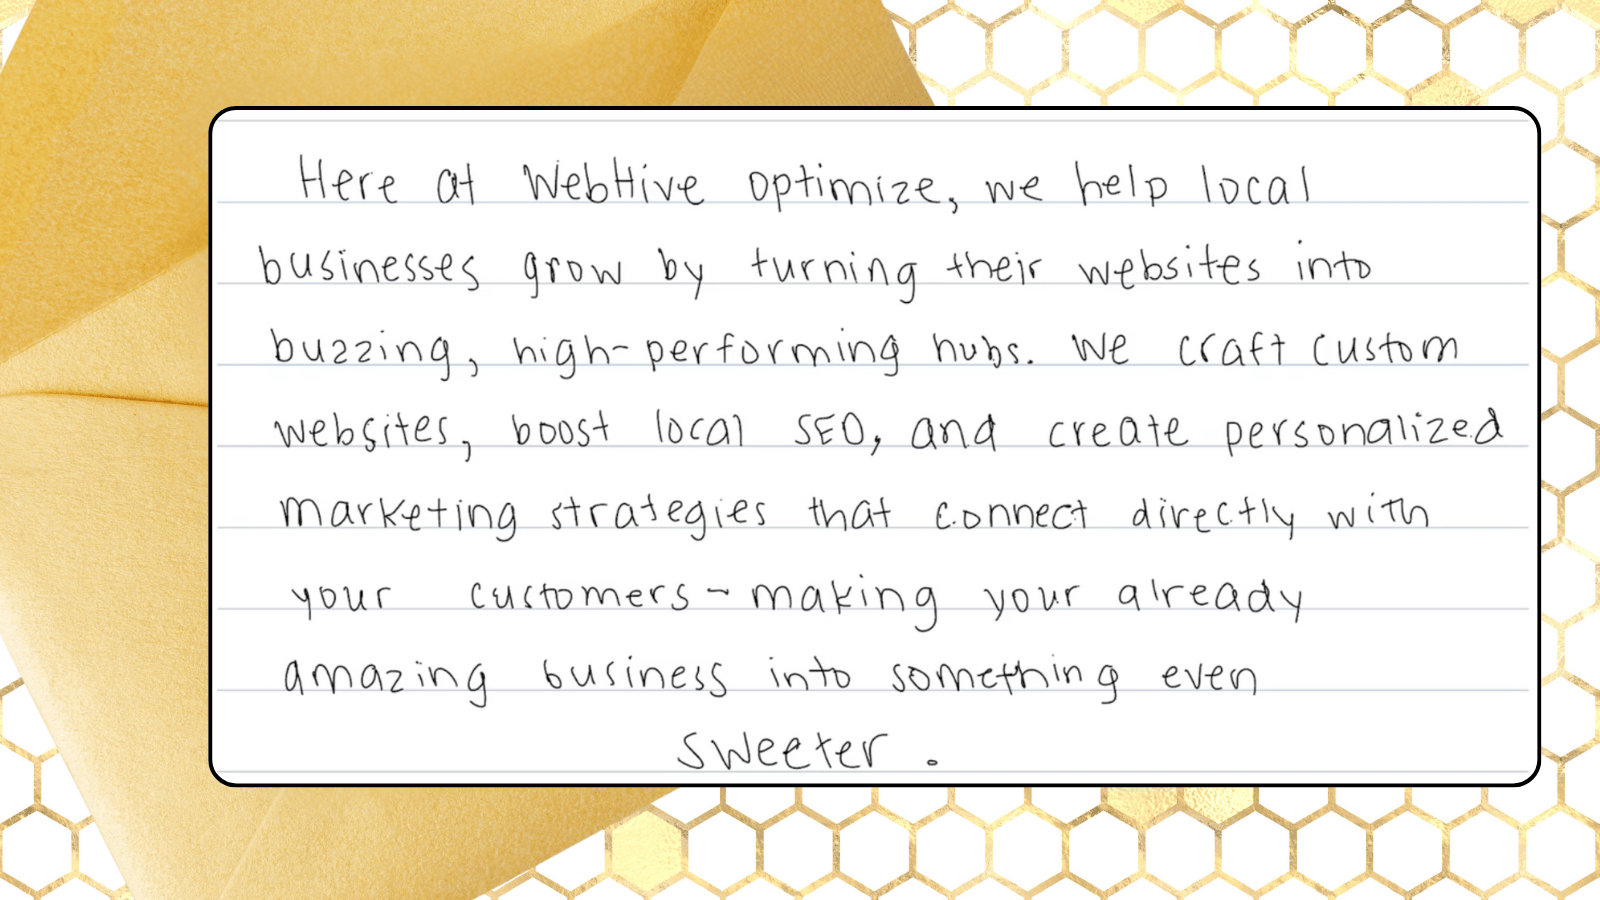 Here at WebHive optimize, we help local
businesses grow by turning their websites into
buzzing, high-performing hubs. We craft custom
websites, boost local SEO, and create personalized
marketing strategies that connect directly with
your customers - making your already
amazing business into something even
sweeter.